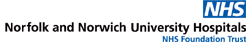 NHS
Norfolk and Norwich University Hospitals
NHS Foundation Trust